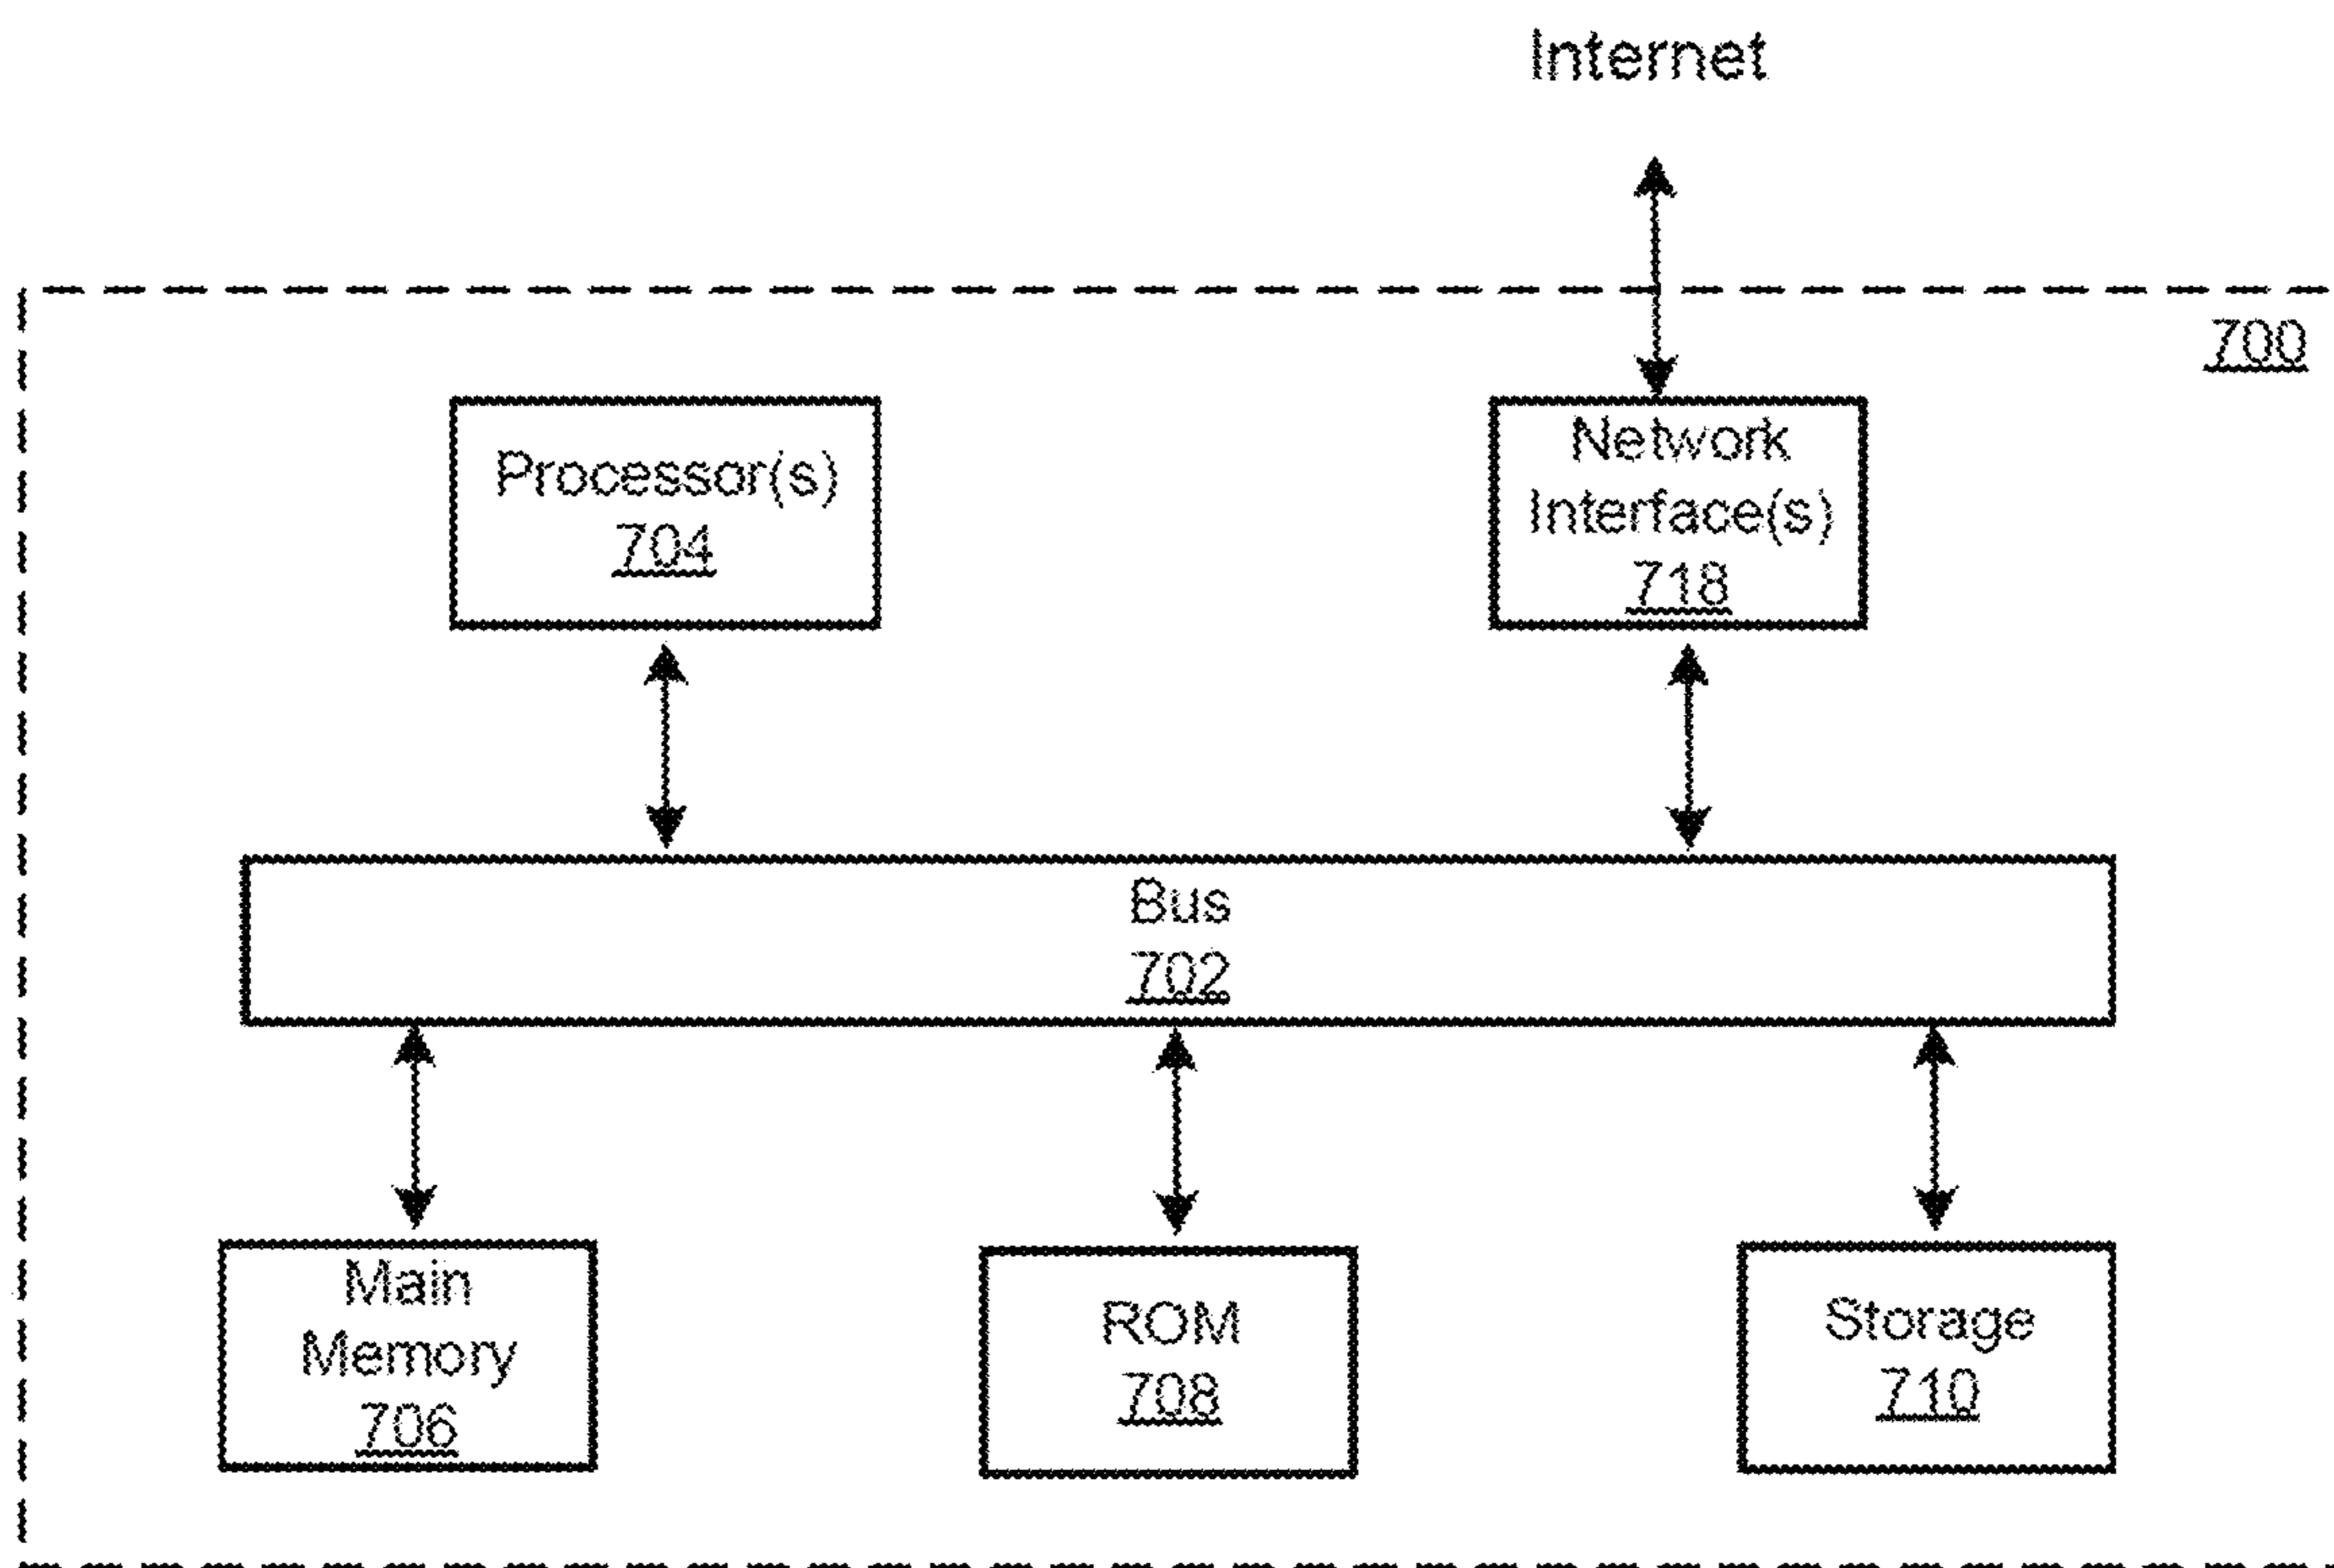 Internet
700
Processor(s)
704
Network
Interface(s)
718
Bus
702
Main
Memory
706
ROM
708
Storage
710